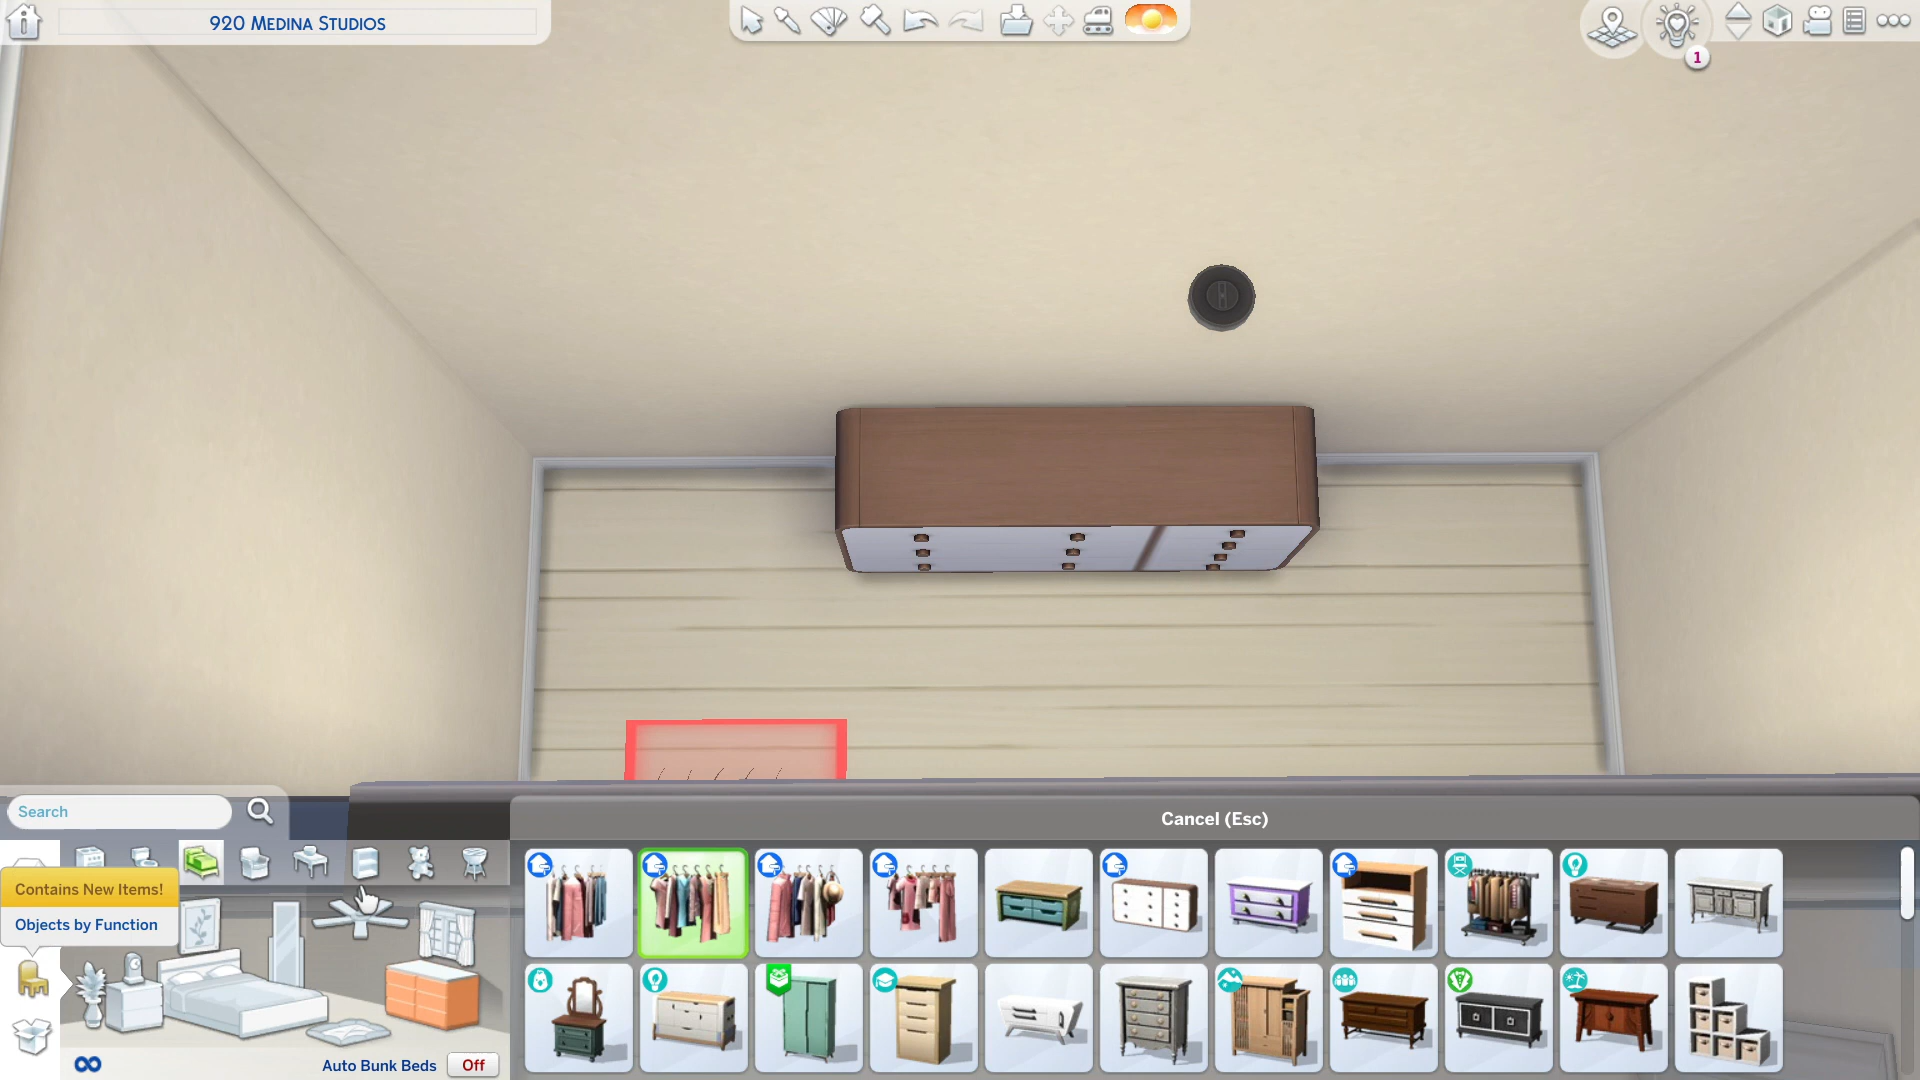 920 Medina Studios
1
Cancel (Esc)
Search
Contains New Items!
Objects by Function
Auto Bunk Beds
Off